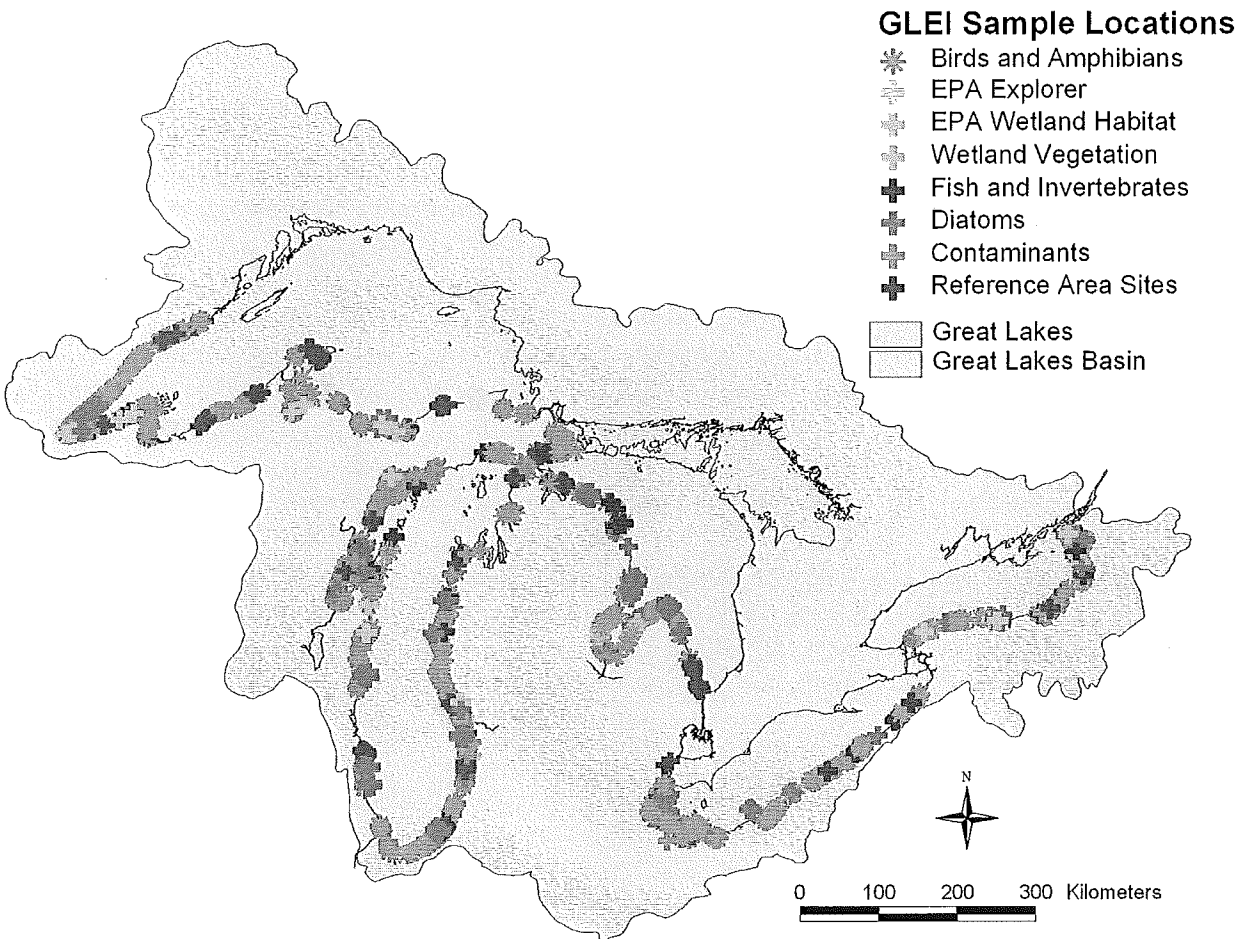 GLEI Sample Locations
Birds and Amphibians
EPA Explorer
EPA Wetland Habitat
Wetland Vegetation
Fish and Invertebrates
Diatoms
Contaminants
Reference Area Sites
Great Lakes
Great Lakes Basin
N
0 100 200 300 Kilometers